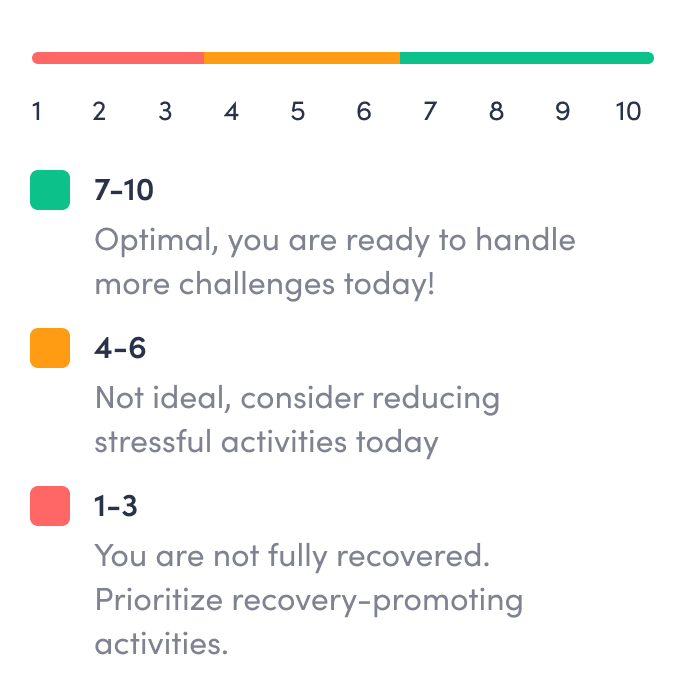 1 2 3 4 5 6 7 8 9 10
7-10
Optimal, you are ready to handle
more challenges today!
4-6
Not ideal, consider reducing
stressful activities today
1-3
You are not fully recovered.
Prioritize recovery-promoting
activities.